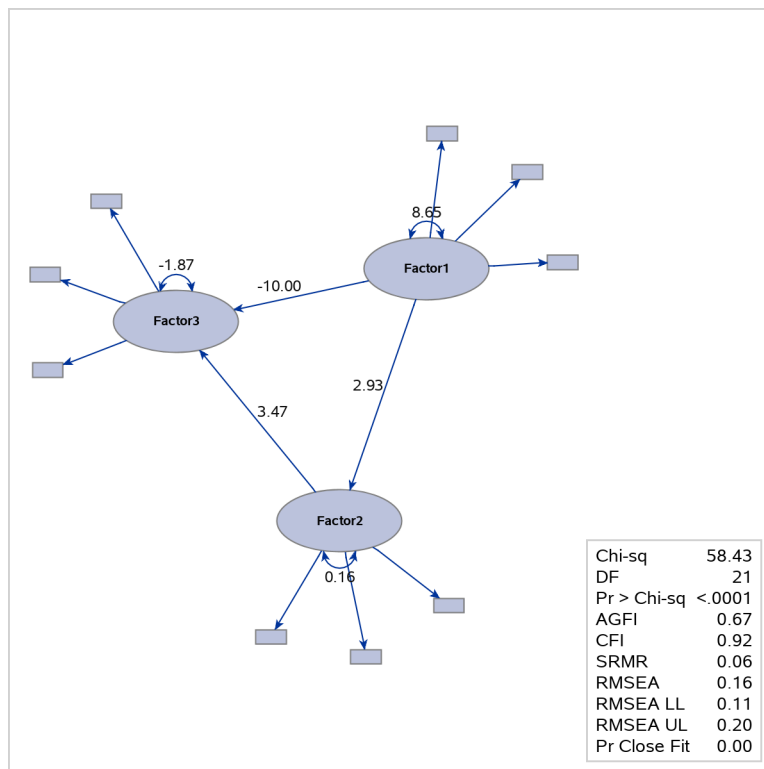 8.65
Factor1
-1.87
-10.00
Factor3
2.93
3.47
Factor2
0.16
Chi-sq 58.43
DF 21
Pr > Chi-sq <.0001
AGFI 0.67
CFI 0.92
SRMR 0.06
RMSEA 0.16
RMSEA LL 0.11
RMSEA UL 0.20
Pr Close Fit 0.00